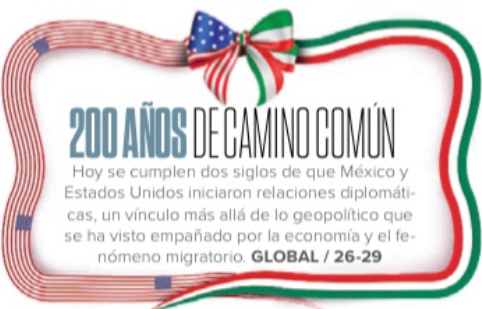 200 AÑOS DE CAMINO COMÚN
Hoy se cumplen dos siglos de que México y
Estados Unidos iniciaron relaciones diplomáti-
cas, un vínculo más allá de lo geopolítico que
se ha visto empañado por la economía y el fe-
nómeno migratorio. GLOBAL / 26-29